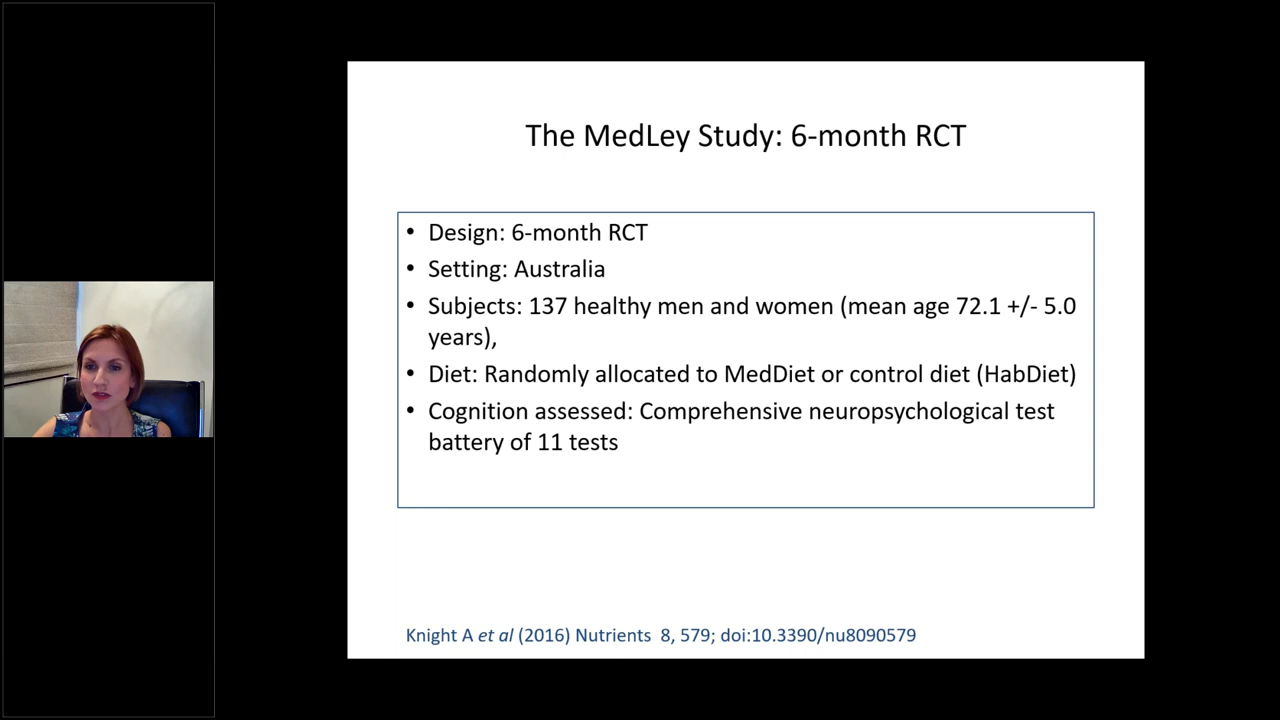 The MedLey Study: 6-month RCT
• Design: 6-month RCT
• Setting: Australia
• Subjects: 137 healthy men and women (mean age 72.1 +/- 5.0
years),
• Diet: Randomly allocated to MedDiet or control diet (HabDiet)
• Cognition assessed: Comprehensive neuropsychological test
battery of 11 tests
Knight A et al (2016) Nutrients 8, 579; doi:10.3390/nu8090579